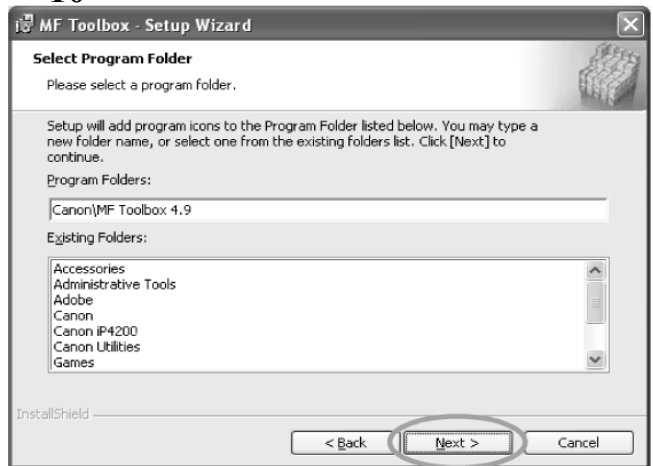 MF Toolbox - Setup Wizard
Select Program Folder
Please select a program folder.
Setup will add program icons to the Program Folder listed below. You may type a
new folder name, or select one from the existing folders list. Click [Next] to
continue.
Program Folders:
Canon\MF Toolbox 4.9
Existing Folders:
Accessories
Administrative Tools
Adobe
Canon
Canon iP4200
Canon Utilities
Games
InstallShield
< Back Next > Cancel